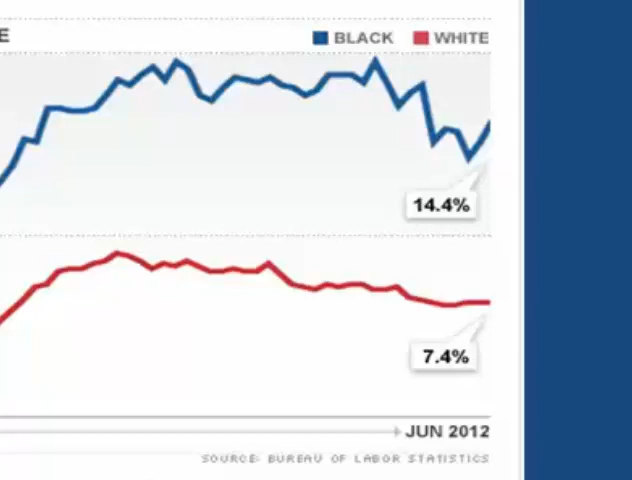 E
BLACK WHITE
14.4%
7.4%
JUN 2012
SOURCE: BUREAU OF LABOR STATISTICS